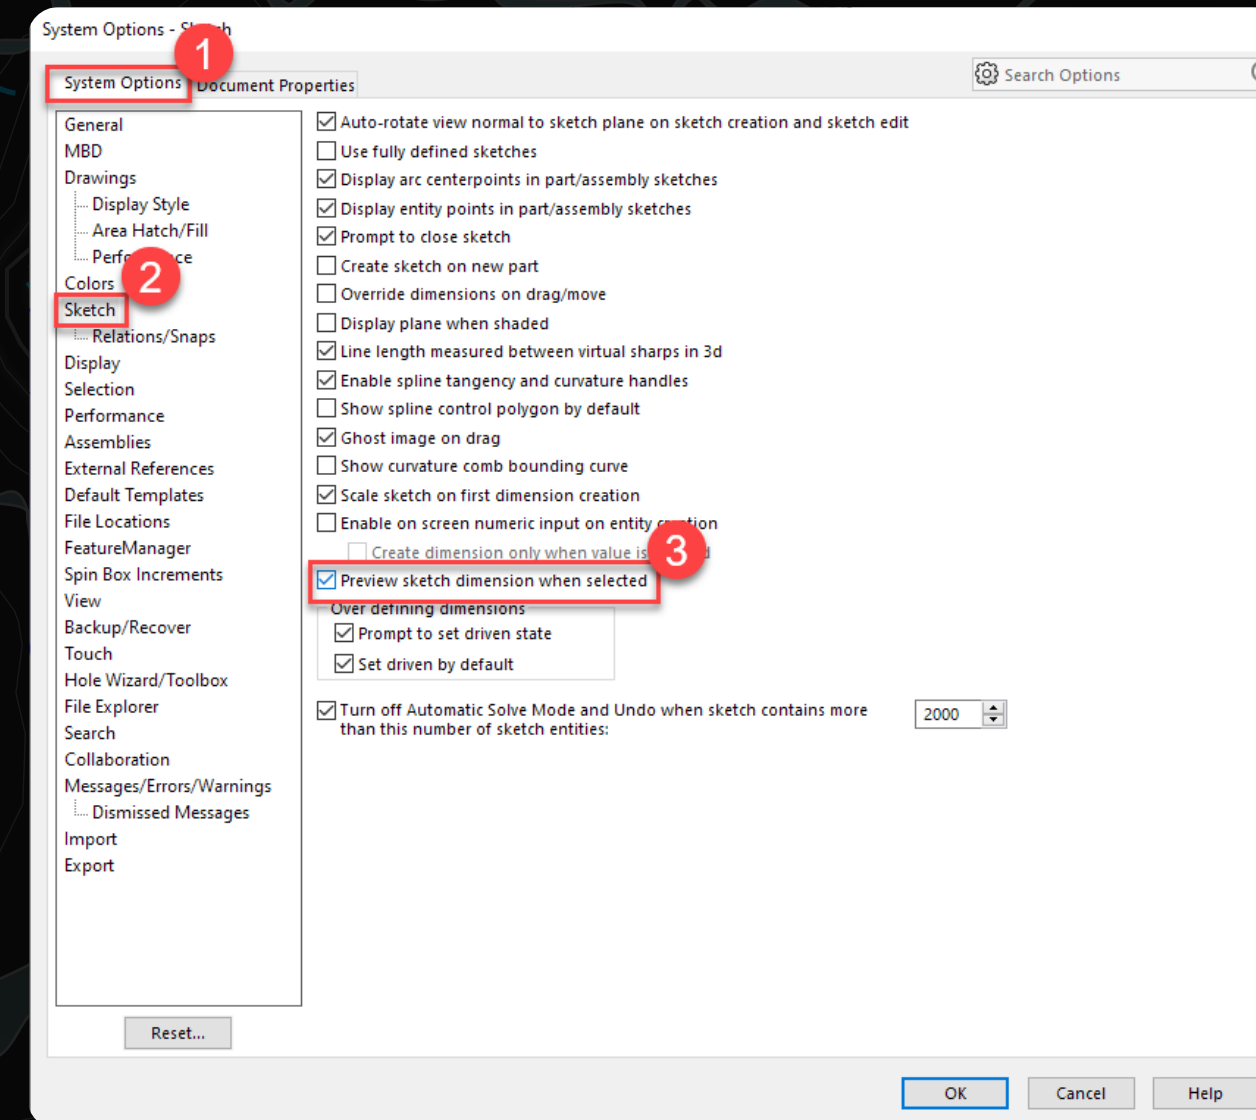 System Options - Sketch
1
System Options
Document Properties
Search Options
General
MBD
Drawings
Display Style
Area Hatch/Fill
2
Colors
Sketch
Relations/Snaps
Display
Selection
Performance
Assemblies
External References
Default Templates
File Locations
FeatureManager
Spin Box Increments
View
Backup/Recover
Touch
Hole Wizard/Toolbox
File Explorer
Search
Collaboration
Messages/Errors/Warnings
Dismissed Messages
Import
Export
Reset...
Auto-rotate view normal to sketch plane on sketch creation and sketch edit
Use fully defined sketches
Display arc centerpoints in part/assembly sketches
Display entity points in part/assembly sketches
Prompt to close sketch
Create sketch on new part
Override dimensions on drag/move
Display plane when shaded
Line length measured between virtual sharps in 3d
Enable spline tangency and curvature handles
Show spline control polygon by default
Ghost image on drag
Show curvature comb bounding curve
Scale sketch on first dimension creation
Enable on screen numeric input on entity creation
Create dimension only when value is
3
Preview sketch dimension when selected
Over defining dimensions
Prompt to set driven state
Set driven by default
Turn off Automatic Solve Mode and Undo when sketch contains more
than this number of sketch entities:
2000
OK
Cancel
Help